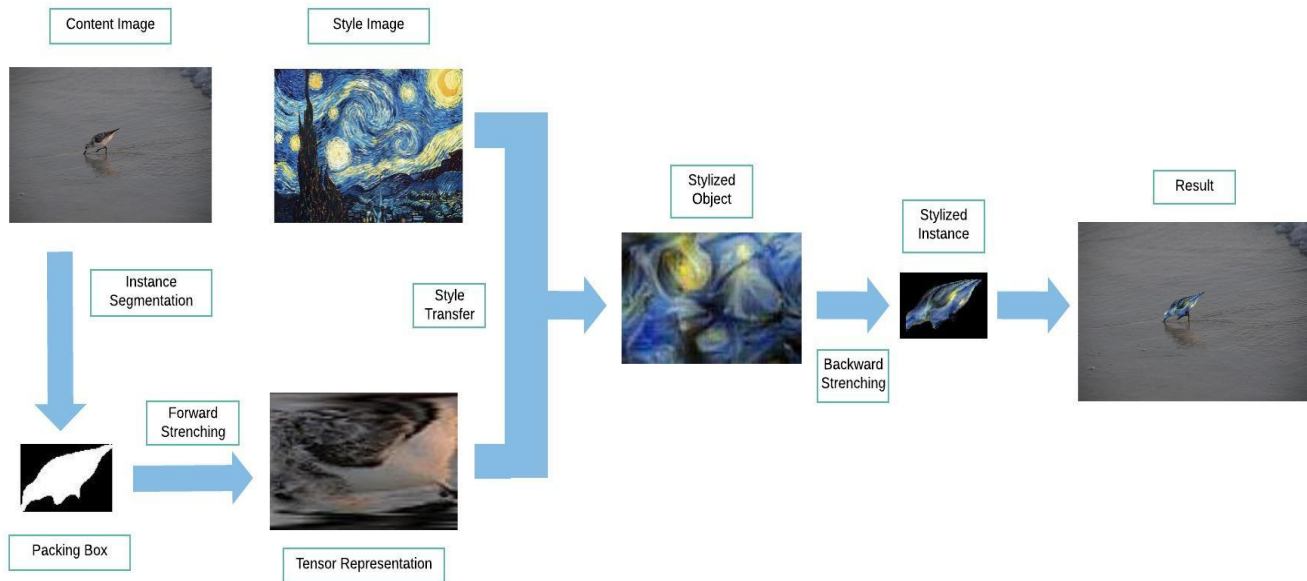 Content Image
Style Image
Instance
Segmentation
Style
Transfer
Stylized
Object
Stylized
Instance
Result
Forward
Strenching
Backward
Strenching
Packing Box
Tensor Representation